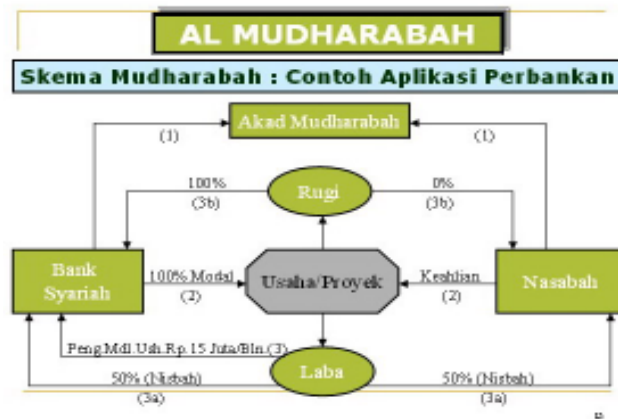 AL MUDHARABAH
Skema Mudharabah : Contoh Aplikasi Perbankan
Akad Mudharabah
(1)
(1)
100%
(3b)
Rugi
0%
(3b)
Bank
Syariah
100% Modal
(2)
Usaha/Proyek
Keahlian
(2)
Nasabah
Peng.Mdl.Ush.Rp.15 Juta/Bln.(3)
50% (Nisbah)
(3a)
Laba
50% (Nisbah)
(3a)